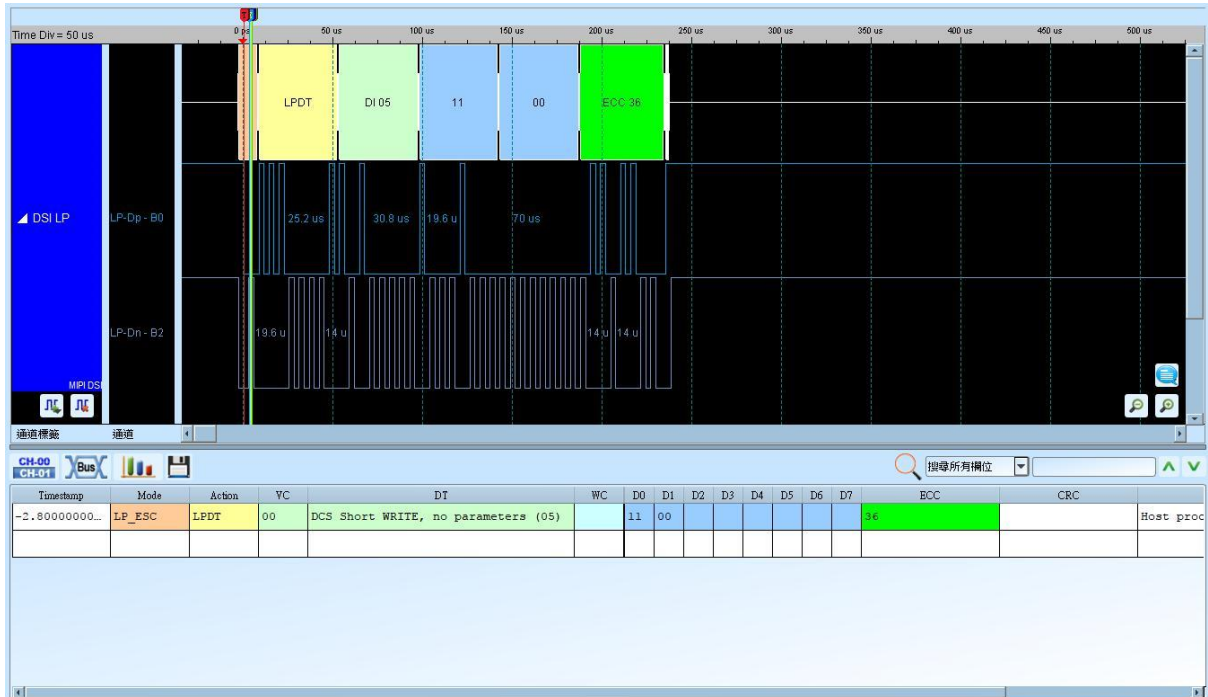 Time Div = 50 us
0 ps 50 us 100 us 150 us 200 us 250 us 300 us 350 us 400 us 450 us 500 us
LPDT DI 05 11 00 ECC 36
DSI LP
LP-Dp - B0
25.2 us 30.8 us 19.6 u 70 us
LP-Dn - B2
19.6 u 14 u 14 u 14 u
MIPI DSI
通道標籤 通道
CH-00
CH-01
Bus
搜尋所有欄位
Timestamp Mode Action VC DT WC D0 D1 D2 D3 D4 D5 D6 D7 ECC CRC
-2.80000000... LP_ESC LPDT 00 DCS Short WRITE, no parameters (05) 11 00 36 Host proc